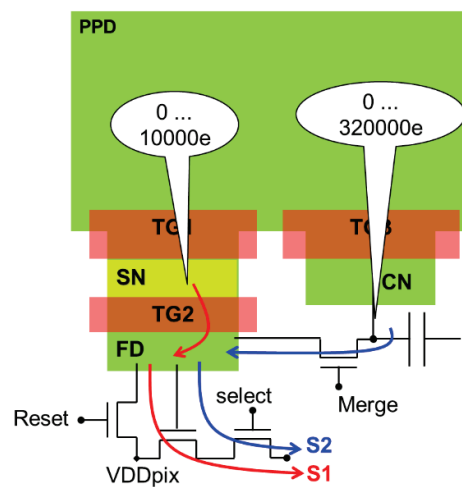 PPD
0 ...
10000e
0 ...
320000e
TG1
TG3
SN
CN
TG2
FD
Reset
select
Merge
VDDpix
S2
S1